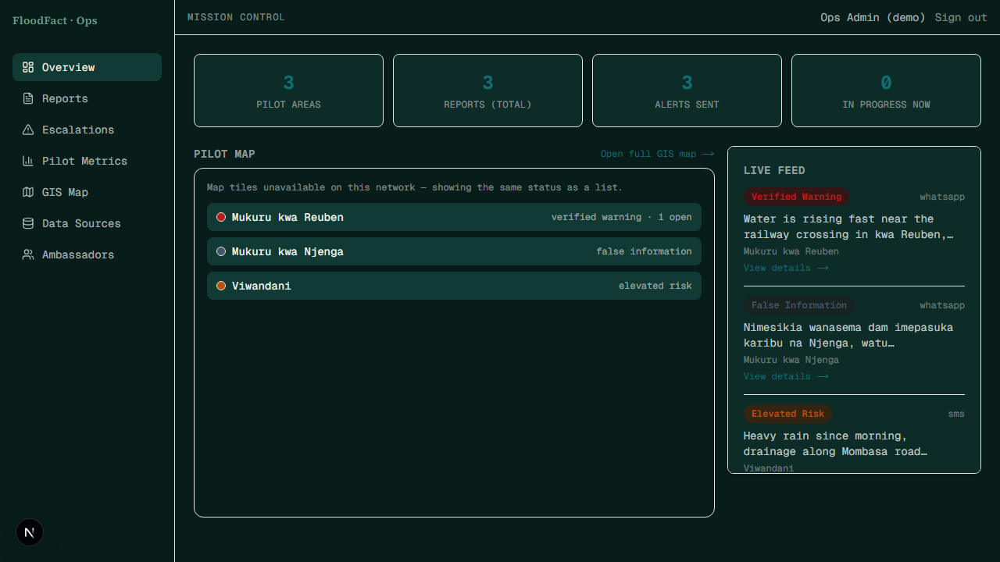 FloodFact · Ops
MISSION CONTROL
Ops Admin (demo)
Sign out
Overview
Reports
Escalations
Pilot Metrics
GIS Map
Data Sources
Ambassadors
3
PILOT AREAS
3
REPORTS (TOTAL)
3
ALERTS SENT
0
IN PROGRESS NOW
PILOT MAP
Open full GIS map →
Map tiles unavailable on this network — showing the same status as a list.
Mukuru kwa Reuben
verified warning · 1 open
Mukuru kwa Njenga
false information
Viwandani
elevated risk
LIVE FEED
Verified Warning
whatsapp
Water is rising fast near the
railway crossing in kwa Reuben,…
Mukuru kwa Reuben
View details →
False Information
whatsapp
Nimesikia wanasema dam imepasuka
karibu na Njenga, watu…
Mukuru kwa Njenga
View details →
Elevated Risk
sms
Heavy rain since morning,
drainage along Mombasa road…
Viwandani
N